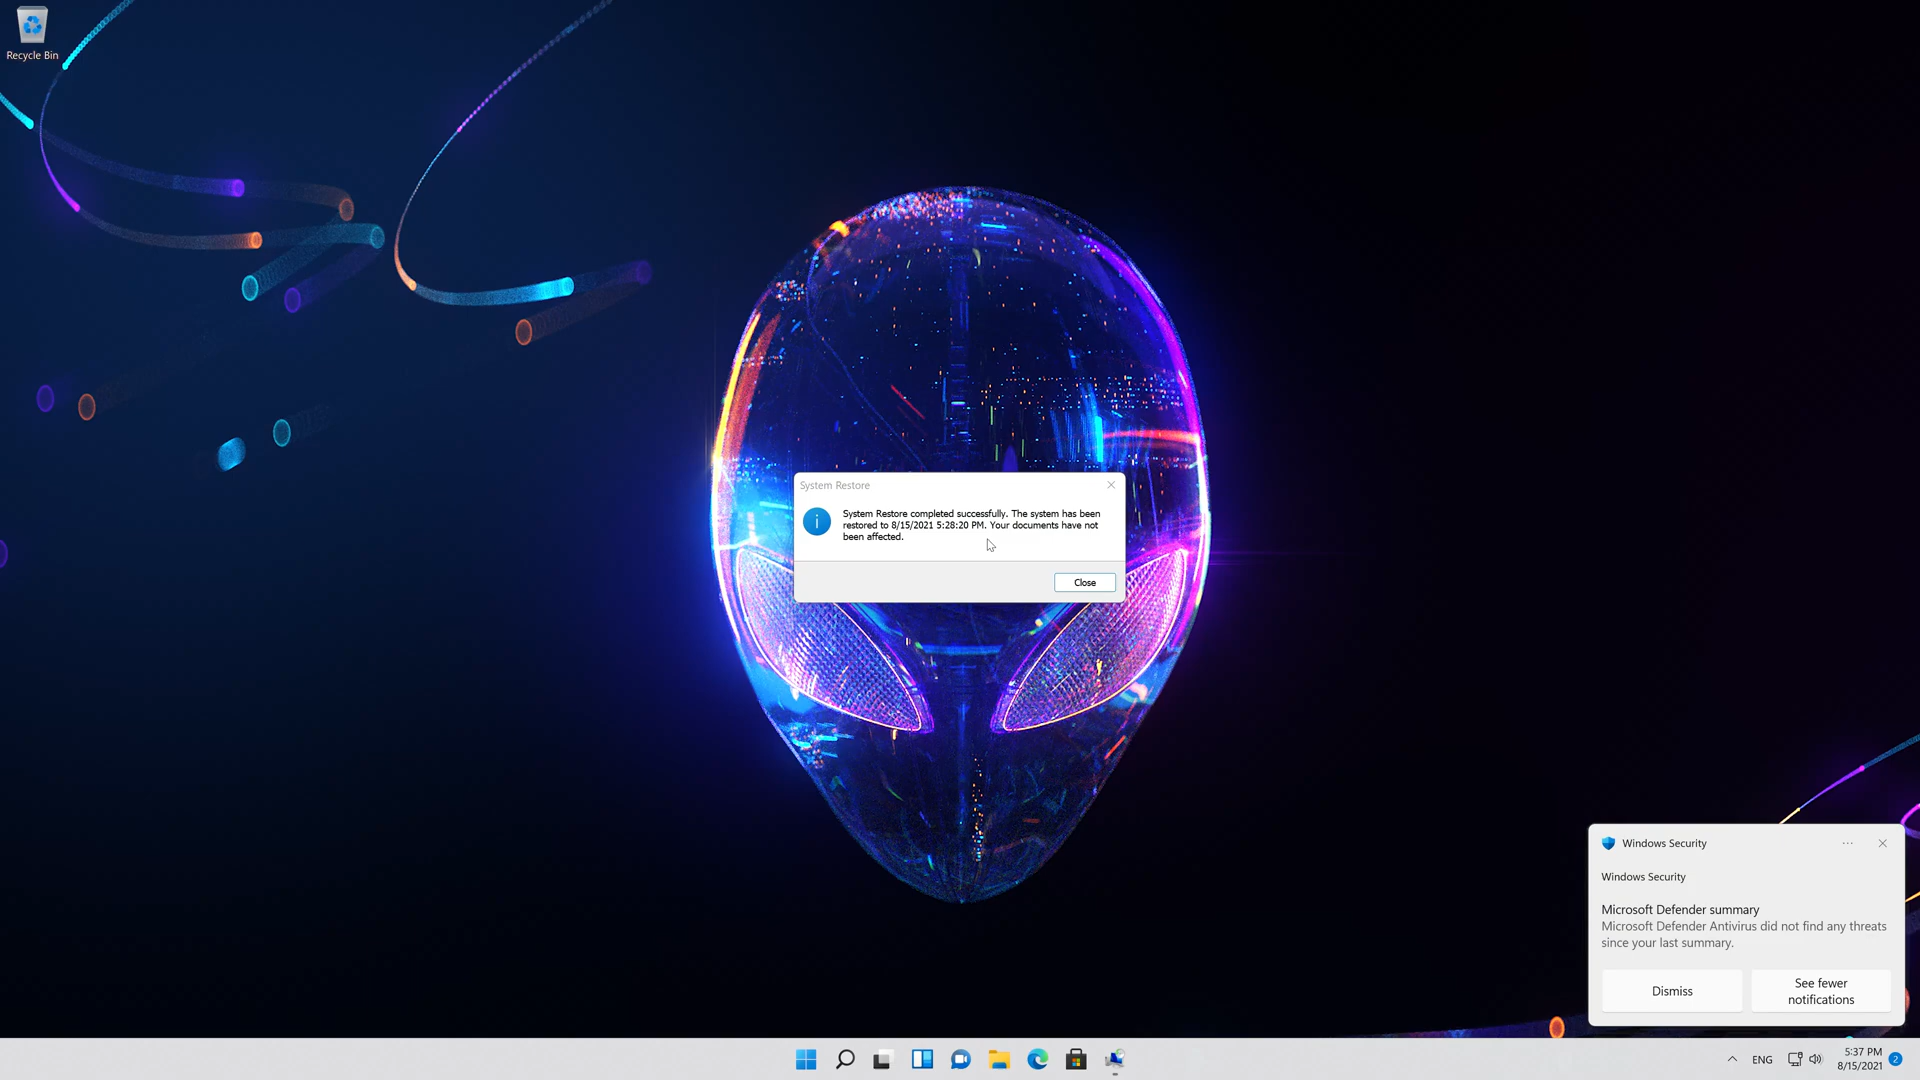 Recycle Bin
System Restore
System Restore completed successfully. The system has been
restored to 8/15/2021 5:28:20 PM. Your documents have not
been affected.
Close
Windows Security
Windows Security
Microsoft Defender summary
Microsoft Defender Antivirus did not find any threats
since your last summary.
Dismiss
See fewer
notifications
ENG
5:37 PM
8/15/2021
2